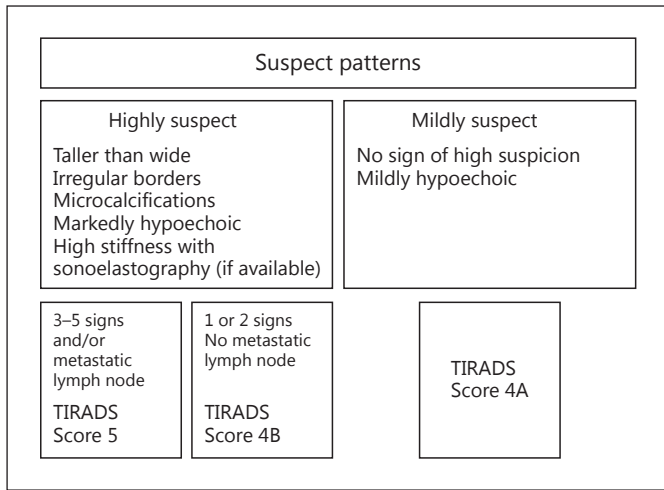 Suspect patterns
Highly suspect
Taller than wide
Irregular borders
Microcalcifications
Markedly hypoechoic
High stiffness with
sonoelastography (if available)
Mildly suspect
No sign of high suspicion
Mildly hypoechoic
3–5 signs
and/or
metastatic
lymph node
TIRADS
Score 5
1 or 2 signs
No metastatic
lymph node
TIRADS
Score 4B
TIRADS
Score 4A